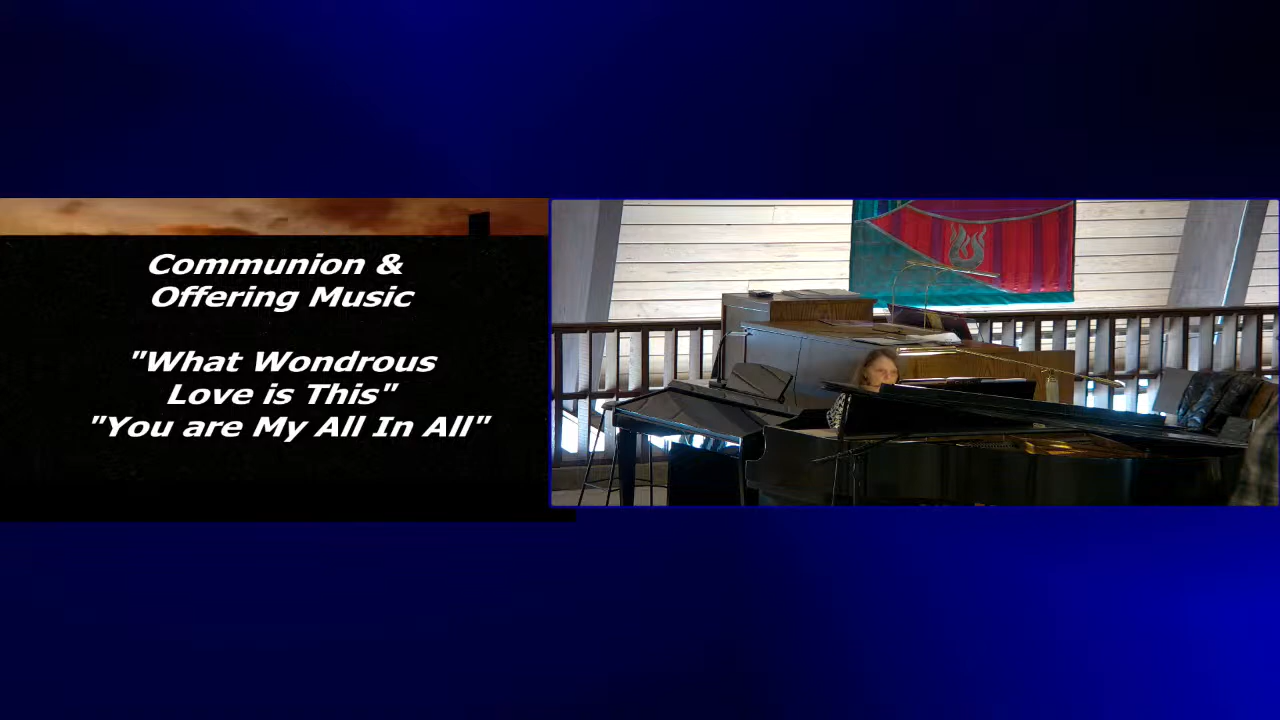 Communion &
Offering Music
"What Wondrous
Love is This"
"You are My All In All"